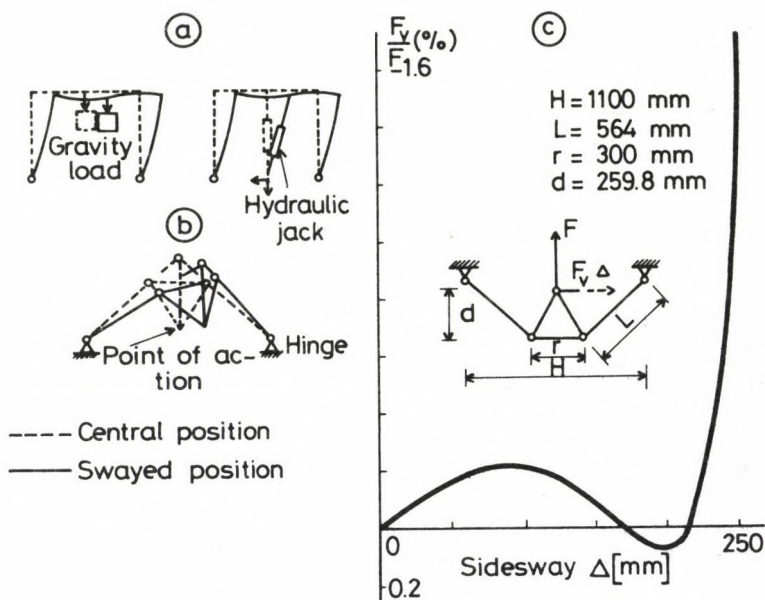 a
Gravity
load
Hydraulic
jack
b
Point of ac-
tion
Hinge
Central position
Swayed position
c
Fv/F (%)
1.6
H = 1100 mm
L = 564 mm
r = 300 mm
d = 259.8 mm
F
Fv Δ
d
L
r
H
0
250
Sidesway Δ[mm]
0.2